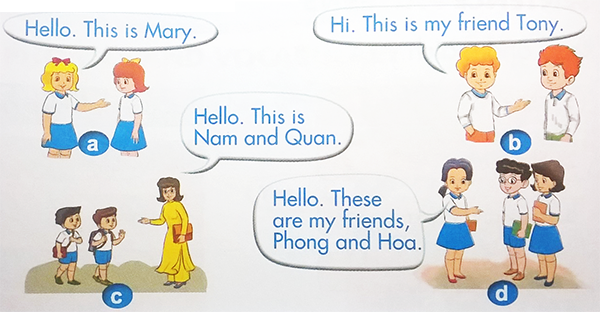 Hello. This is Mary.
a
Hi. This is my friend Tony.
b
Hello. This is
Nam and Quan.
c
Hello. These
are my friends,
Phong and Hoa.
d